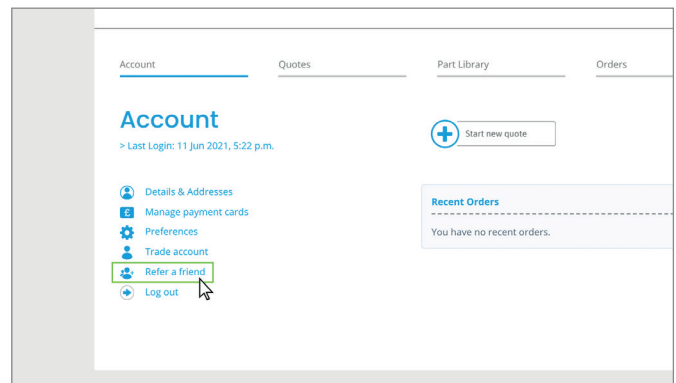 Account Quotes Part Library Orders
Account
> Last Login: 11 Jun 2021, 5:22 p.m.
Start new quote
Details & Addresses
£ Manage payment cards
Preferences
Trade account
Refer a friend
Log out
Recent Orders
You have no recent orders.